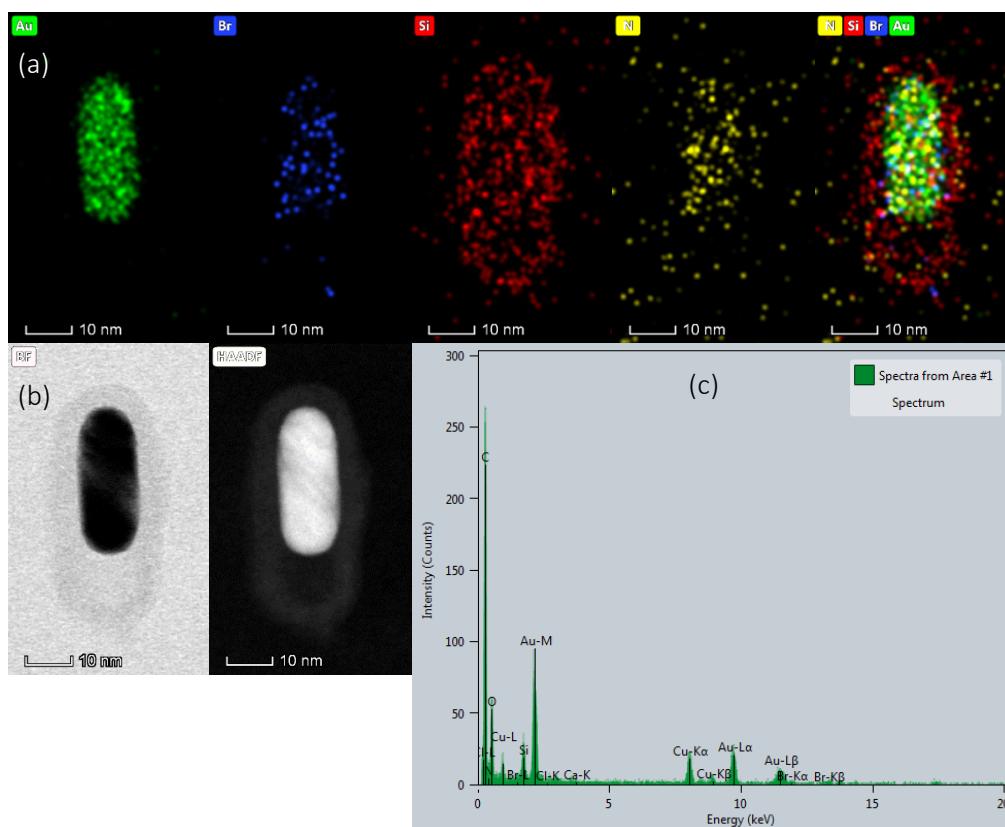 Au Br Si N N Si Br Au
(a)
10 nm 10 nm 10 nm 10 nm 10 nm
BF HAADF
(b)
10 nm 10 nm
(c)
Spectra from Area #1
Spectrum
300
250
200
150
100
50
0
Intensity (Counts)
C
Au-M
O
Cu-L
Cl-L
N
Si
Br-L
Cl-K
Ca-K
Cu-Kα
Cu-Kβ
Au-Lα
Au-Lβ
Br-Kα
Br-Kβ
0 5 10 15 20
Energy (keV)